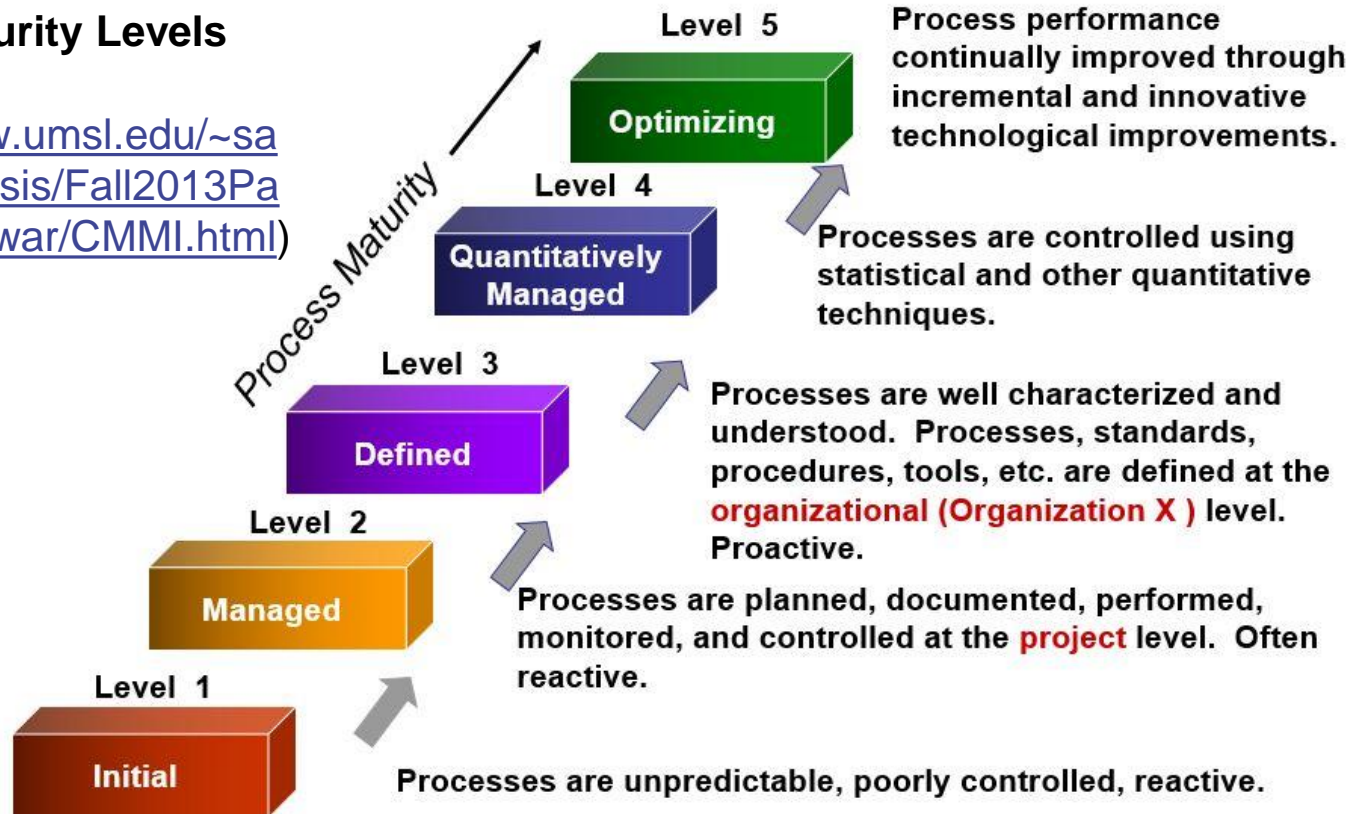 urity Levels
w.umsl.edu/~sa
sis/Fall2013Pa
war/CMMI.html)
Process Maturity
Level 5
Optimizing
Process performance
continually improved through
incremental and innovative
technological improvements.
Level 4
Quantitatively
Managed
Processes are controlled using
statistical and other quantitative
techniques.
Level 3
Defined
Processes are well characterized and
understood. Processes, standards,
procedures, tools, etc. are defined at the
organizational (Organization X ) level.
Proactive.
Level 2
Managed
Processes are planned, documented, performed,
monitored, and controlled at the project level. Often
reactive.
Level 1
Initial
Processes are unpredictable, poorly controlled, reactive.